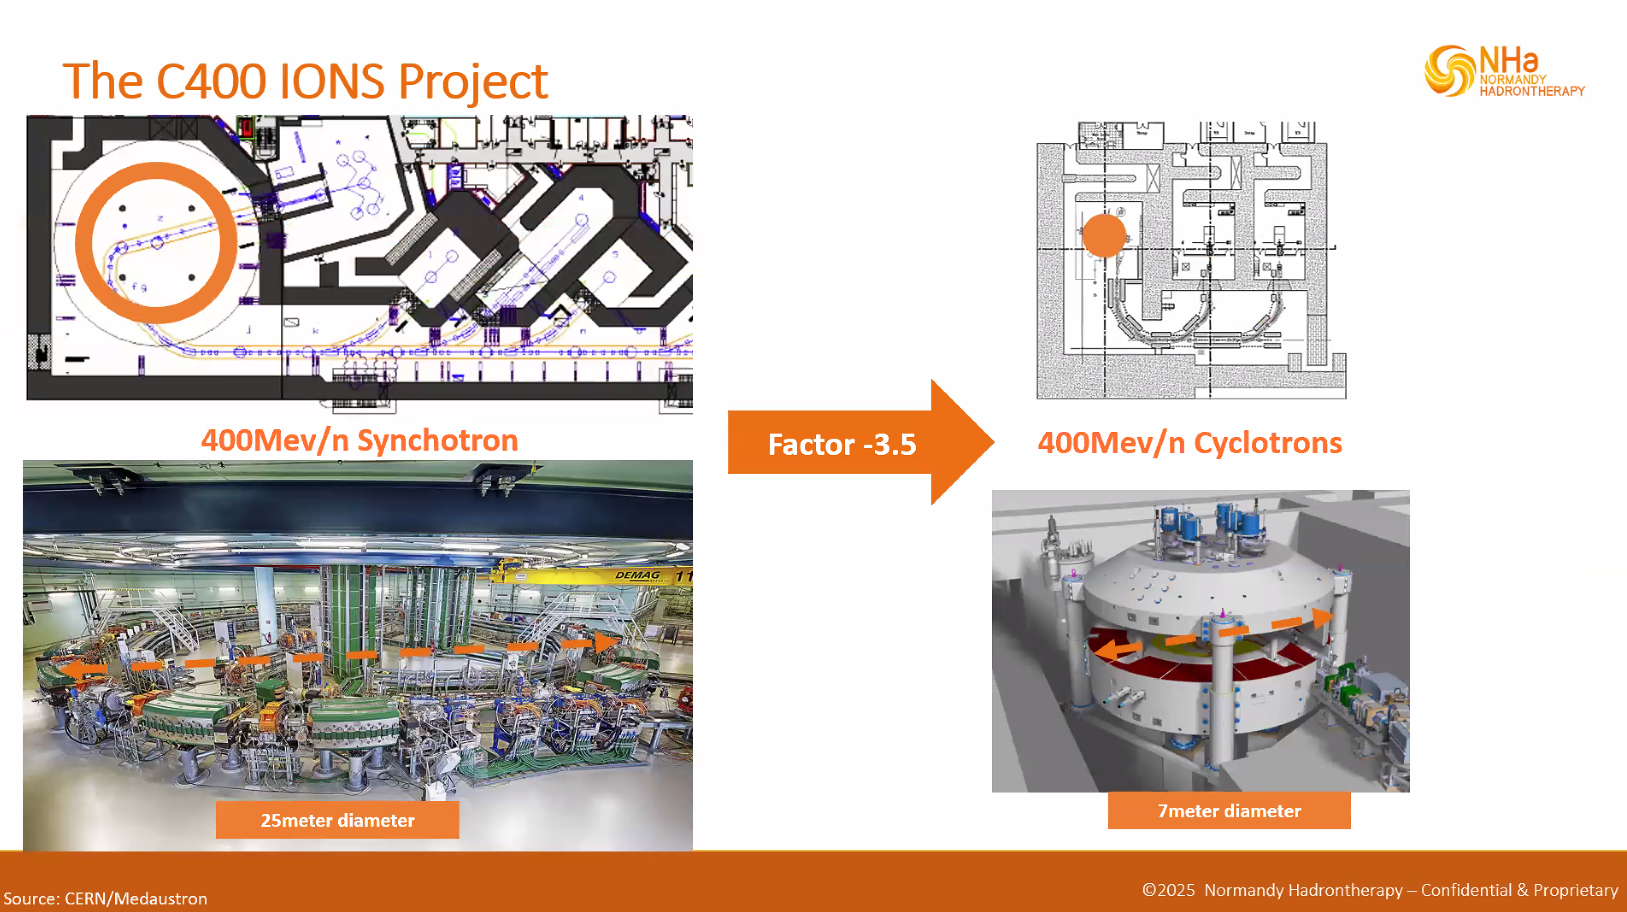 The C400 IONS Project
NHa
NORMANDY
HADRONTHERAPY
400Mev/n Synchotron
Factor -3.5
400Mev/n Cyclotrons
DEMAG
25meter diameter
7meter diameter
Source: CERN/Medaustron
©2025 Normandy Hadrontherapy – Confidential & Proprietary